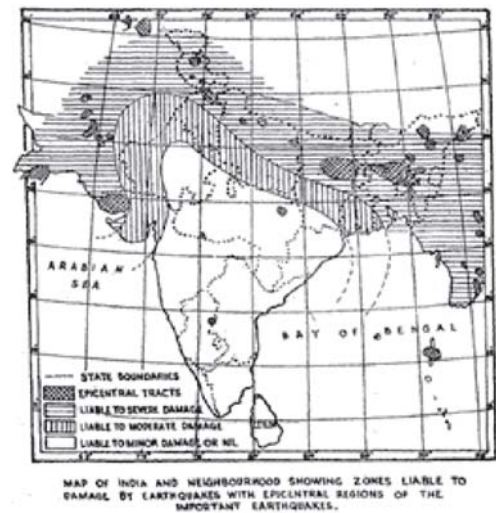 ARABIAN
SEA
BAY OF BENGAL
STATE BOUNDARIES
EPICENTRAL TRACTS
LIABLE TO SEVERE DAMAGE
LIABLE TO MODERATE DAMAGE
LIABLE TO MINOR DAMAGE OR NIL
MAP OF INDIA AND NEIGHBOURHOOD SHOWING ZONES LIABLE TO
DAMAGE BY EARTHQUAKES WITH EPICENTRAL REGIONS OF THE
IMPORTANT EARTHQUAKES.